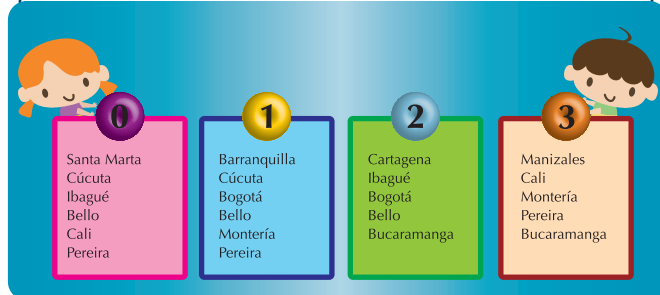 0
Santa Marta
Cúcuta
Ibagué
Bello
Cali
Pereira
1
Barranquilla
Cúcuta
Bogotá
Bello
Montería
Pereira
2
Cartagena
Ibagué
Bogotá
Bello
Bucaramanga
3
Manizales
Cali
Montería
Pereira
Bucaramanga